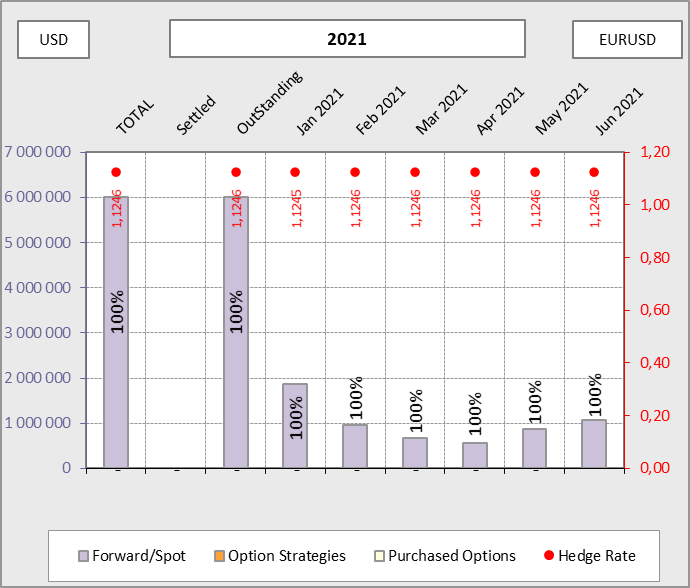 USD
2021
EURUSD
TOTAL
Settled
OutStanding
Jan 2021
Feb 2021
Mar 2021
Apr 2021
May 2021
Jun 2021
7 000 000
6 000 000
5 000 000
4 000 000
3 000 000
2 000 000
1 000 000
0
1,20
1,00
0,80
0,60
0,40
0,20
0,00
1,1246
1,1246
1,1245
1,1246
1,1246
1,1246
1,1246
1,1246
100%
100%
100%
100%
100%
100%
100%
100%
- - - - - - - - -
Forward/Spot Option Strategies Purchased Options Hedge Rate